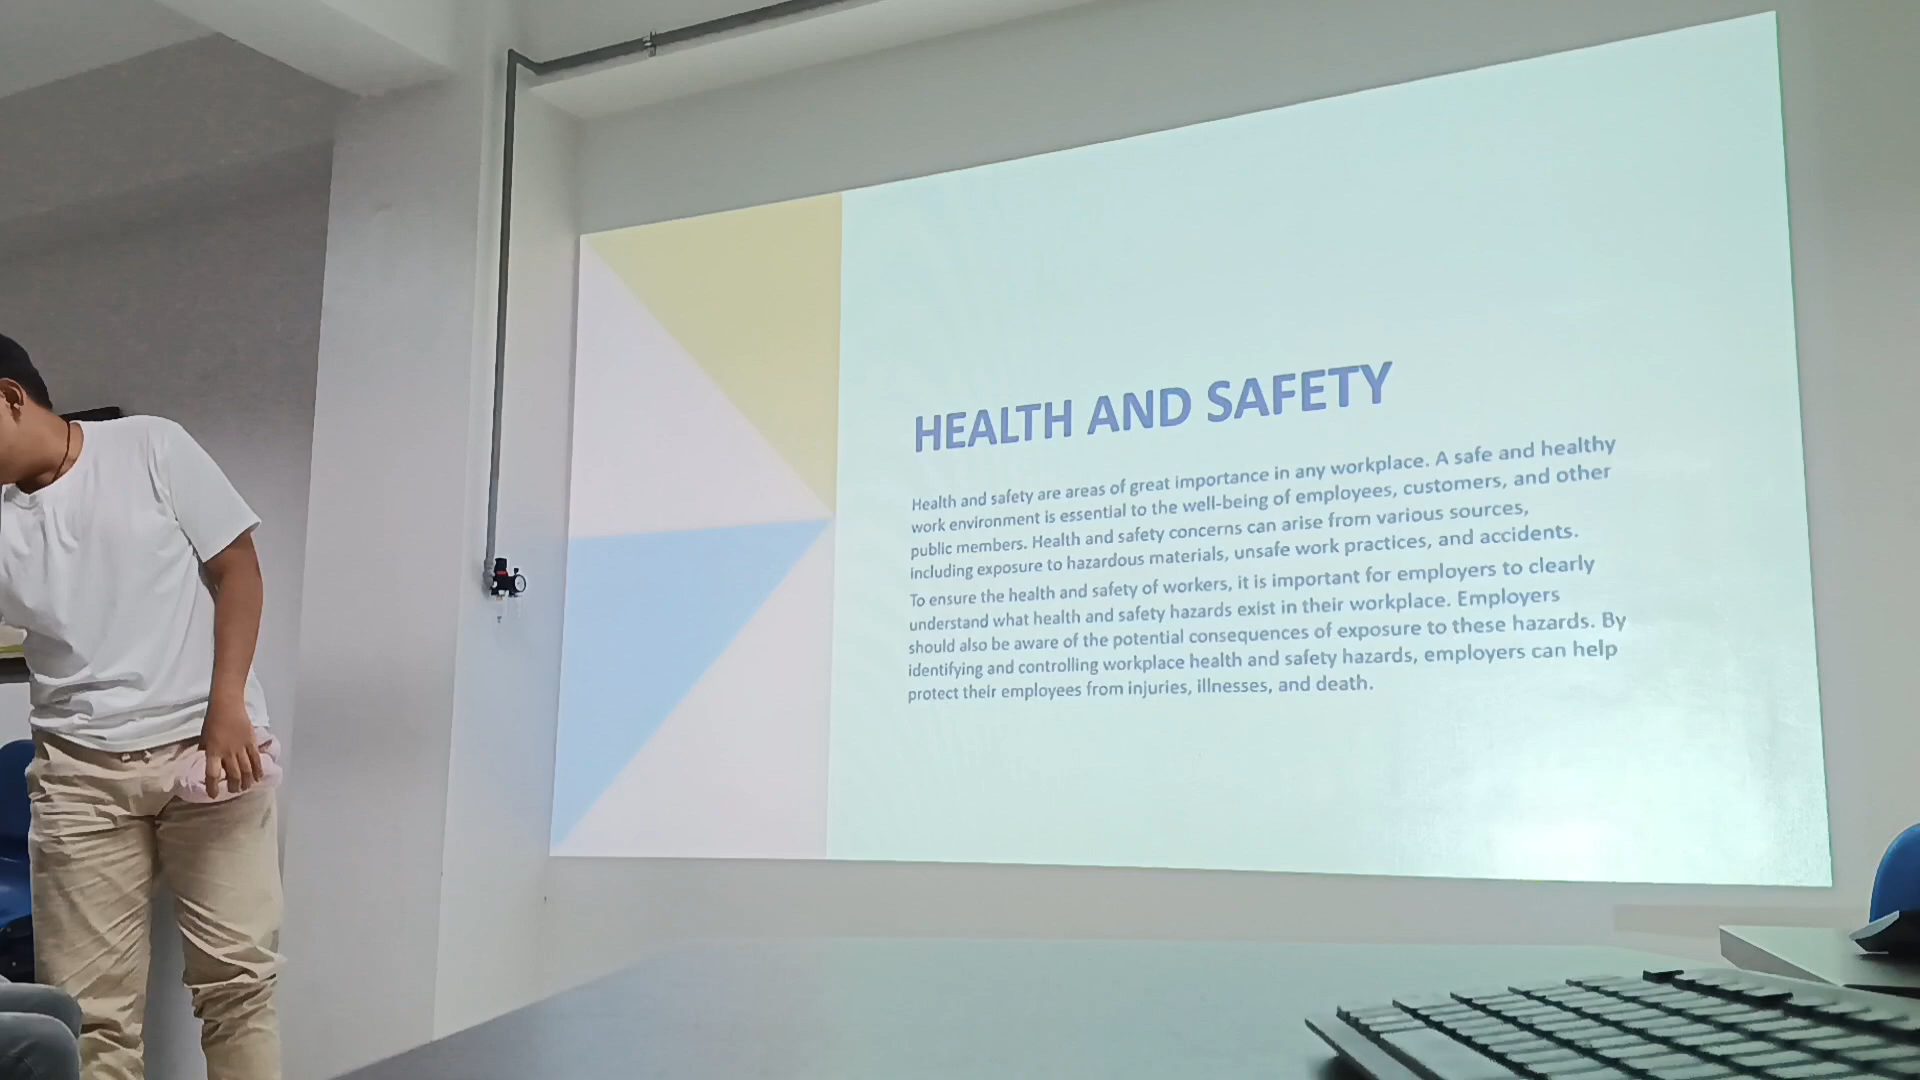 HEALTH AND SAFETY
Health and safety are areas of great importance in any workplace. A safe and healthy
work environment is essential to the well-being of employees, customers, and other
public members. Health and safety concerns can arise from various sources,
including exposure to hazardous materials, unsafe work practices, and accidents.
To ensure the health and safety of workers, it is important for employers to clearly
understand what health and safety hazards exist in their workplace. Employers
should also be aware of the potential consequences of exposure to these hazards. By
identifying and controlling workplace health and safety hazards, employers can help
protect their employees from injuries, illnesses, and death.